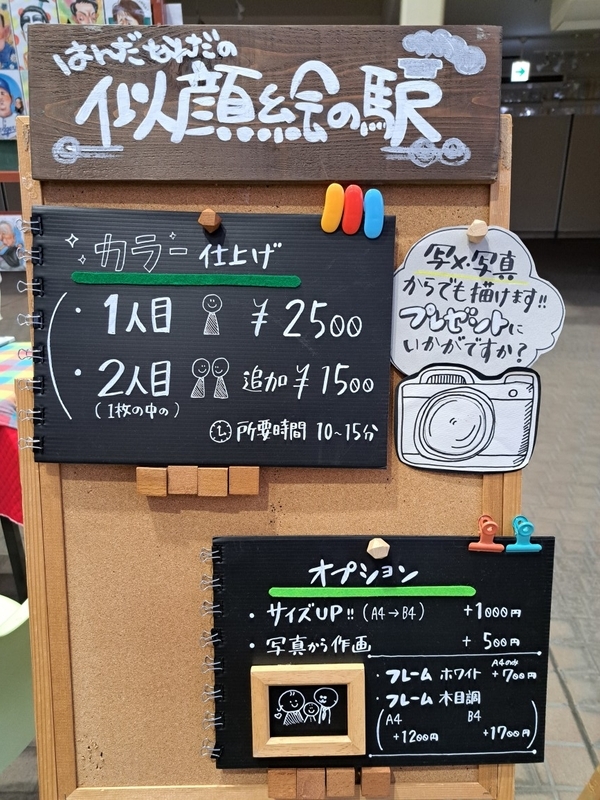 はんだともだの
似顔絵の駅
カラー 仕上げ
・1人目 ¥2500
・2人目 追加¥1500
(1枚の中の)
所要時間 10~15分
写メ・写真
からでも描けます!!
プレゼントに
いかがですか?
オプション
・サイズUP!!(A4→B4) +1000円
・写真から作画 + 500円
A4のみ
・フレーム ホワイト +700円
・フレーム 木目調
A4 B4
+1200円 +1700円